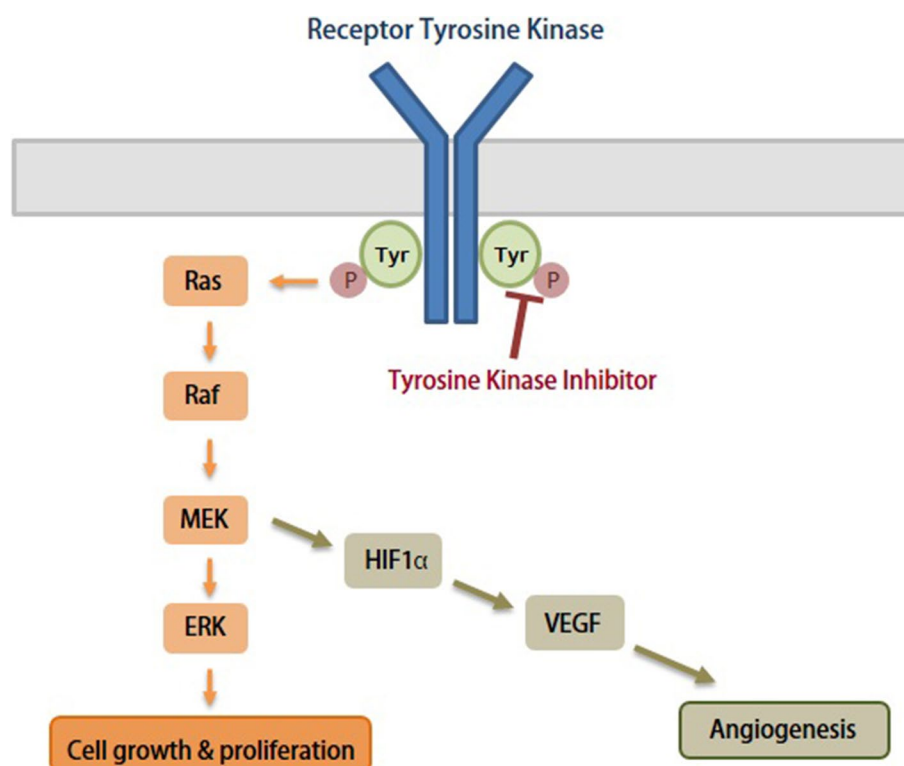 Receptor Tyrosine Kinase
Tyr
Tyr
P
P
Ras
Tyrosine Kinase Inhibitor
Raf
MEK
HIF1α
ERK
VEGF
Angiogenesis
Cell growth & proliferation